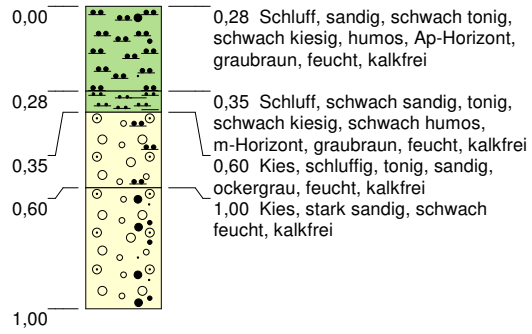 0,00
0,28 Schluff, sandig, schwach tonig,
schwach kiesig, humos, Ap-Horizont,
graubraun, feucht, kalkfrei
0,28
0,35 Schluff, schwach sandig, tonig,
schwach kiesig, schwach humos,
m-Horizont, graubraun, feucht, kalkfrei
0,35
0,60 Kies, schluffig, tonig, sandig,
ockergrau, feucht, kalkfrei
0,60
1,00 Kies, stark sandig, schwach
feucht, kalkfrei
1,00